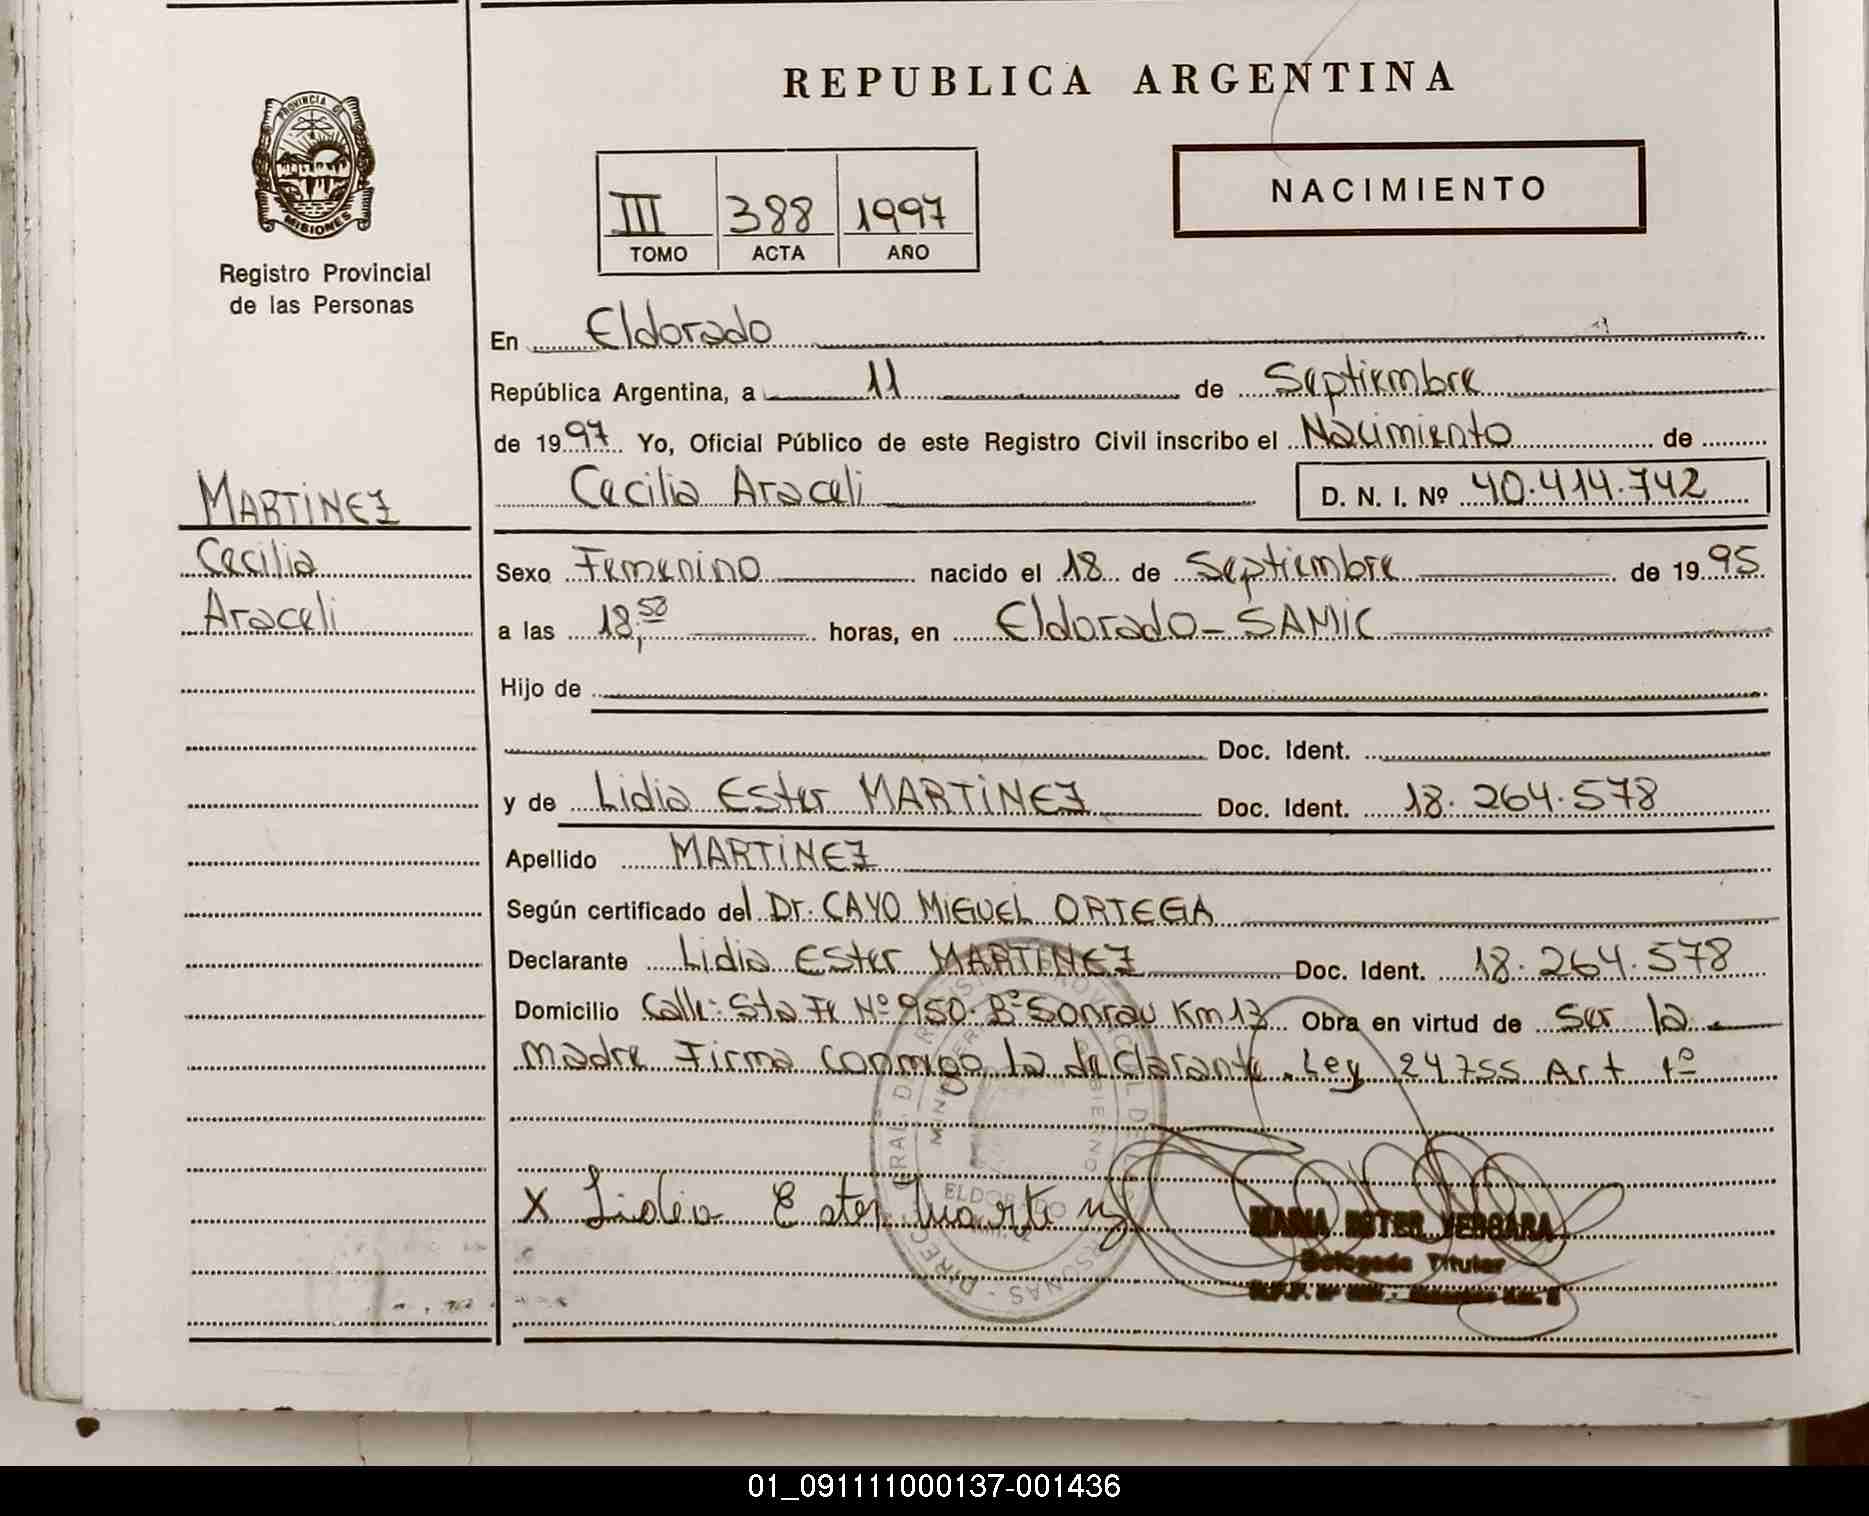 REPUBLICA ARGENTINA
PROVINCIA DE
MISIONES
Registro Provincial
de las Personas
III 388 1997
TOMO ACTA AÑO
NACIMIENTO
En Eldorado
República Argentina, a 11 de Septiembre
de 1997 Yo, Oficial Público de este Registro Civil inscribo el Nacimiento de
Cecilia Araceli D. N. I. Nº 40.414.742
MARTINEZ
Cecilia
Araceli
Sexo Femenino nacido el 18 de Septiembre de 1995
a las 18,50 horas, en Eldorado - SAMIC
Hijo de
Doc. Ident.
y de Lidia Ester MARTINEZ Doc. Ident. 18.264.578
Apellido MARTINEZ
Según certificado del Dr. CAYO MIGUEL ORTEGA
Declarante Lidia Ester MARTINEZ Doc. Ident. 18.264.578
Domicilio Calle: Sta Fe Nº 950. Bº Sonrau Km 13 Obra en virtud de Ser la
madre Firma conmigo la declarante. Ley 24755 Art 1º
X Lidia Ester Martinez
ELDORADO
MARIA ESTER VERGARA
Delegada Titular
01_091111000137-001436